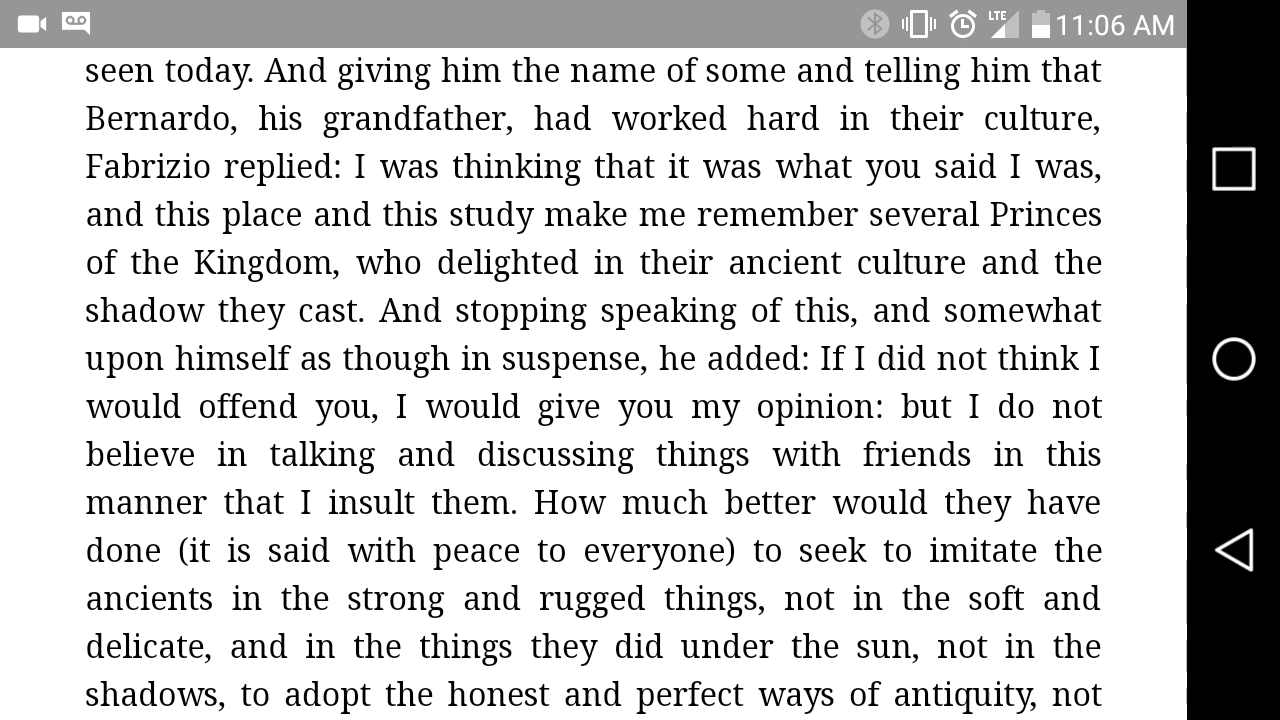 LTE 11:06 AM
seen today. And giving him the name of some and telling him that
Bernardo, his grandfather, had worked hard in their culture,
Fabrizio replied: I was thinking that it was what you said I was,
and this place and this study make me remember several Princes
of the Kingdom, who delighted in their ancient culture and the
shadow they cast. And stopping speaking of this, and somewhat
upon himself as though in suspense, he added: If I did not think I
would offend you, I would give you my opinion: but I do not
believe in talking and discussing things with friends in this
manner that I insult them. How much better would they have
done (it is said with peace to everyone) to seek to imitate the
ancients in the strong and rugged things, not in the soft and
delicate, and in the things they did under the sun, not in the
shadows, to adopt the honest and perfect ways of antiquity, not